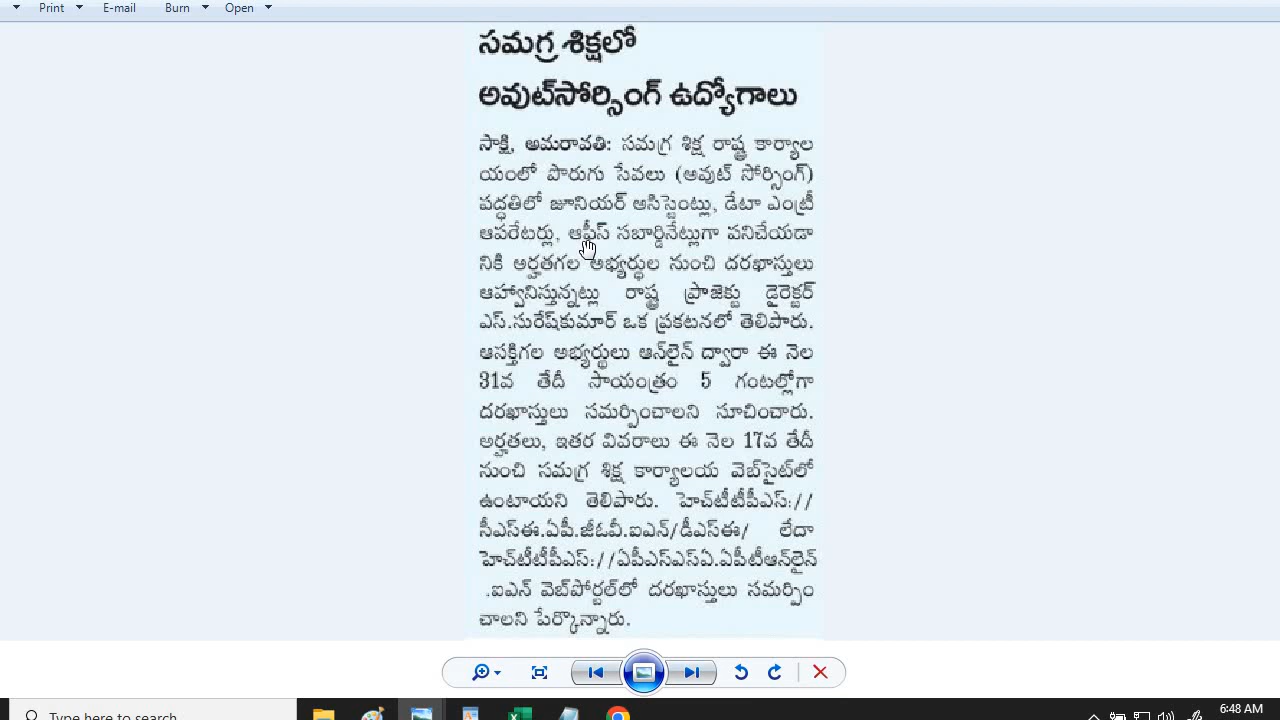 Print E-mail Burn Open
సమగ్ర శిక్షలో
అవుట్‌సోర్సింగ్ ఉద్యోగాలు
సాక్షి, అమరావతి: సమగ్ర శిక్ష రాష్ట్ర కార్యాల
యంలో పొరుగు సేవలు (అవుట్ సోర్సింగ్)
పద్ధతిలో జూనియర్ అసిస్టెంట్లు, డేటా ఎంట్రీ
ఆపరేటర్లు, ఆఫీస్ సబార్డినేట్లుగా పనిచేయడా
నికి అర్హతగల అభ్యర్థుల నుంచి దరఖాస్తులు
ఆహ్వానిస్తున్నట్లు రాష్ట్ర ప్రాజెక్టు డైరెక్టర్
ఎస్.సురేష్‌కుమార్ ఒక ప్రకటనలో తెలిపారు.
ఆసక్తిగల అభ్యర్థులు ఆన్‌లైన్ ద్వారా ఈ నెల
31వ తేదీ సాయంత్రం 5 గంటల్లోగా
దరఖాస్తులు సమర్పించాలని సూచించారు.
అర్హతలు, ఇతర వివరాలు ఈ నెల 17వ తేదీ
నుంచి సమగ్ర శిక్ష కార్యాలయ వెబ్‌సైట్‌లో
ఉంటాయని తెలిపారు. హెచ్‌టీటీపీఎస్://
సీఎస్ఈ.ఏపీ.జీఓవీ.ఐఎన్/డీఎస్ఈ/ లేదా
హెచ్‌టీటీపీఎస్://ఏపీఎస్ఎస్ఏ.ఏపీటీఆన్‌లైన్
.ఐఎన్ వెబ్‌పోర్టల్‌లో దరఖాస్తులు సమర్పిం
చాలని పేర్కొన్నారు.
Type here to search
6:48 AM